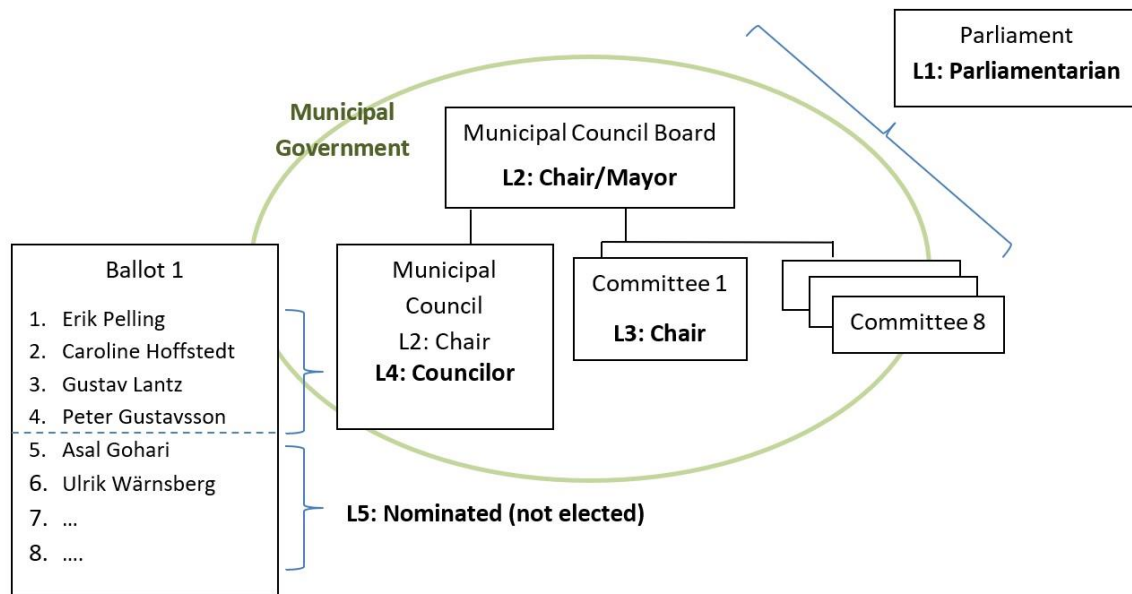 Parliament
L1: Parliamentarian
Municipal
Government
Municipal Council Board
L2: Chair/Mayor
Ballot 1
1. Erik Pelling
2. Caroline Hoffstedt
3. Gustav Lantz
4. Peter Gustavsson
5. Asal Gohari
6. Ulrik Wärnsberg
7. ...
8. ....
Municipal
Council
L2: Chair
L4: Councilor
Committee 1
L3: Chair
Committee 8
L5: Nominated (not elected)